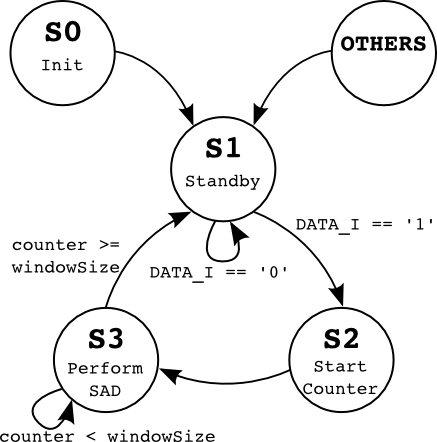 S0
Init
OTHERS
S1
Standby
DATA_I == '1'
counter >=
windowSize
DATA_I == '0'
S3
Perform
SAD
S2
Start
Counter
counter < windowSize